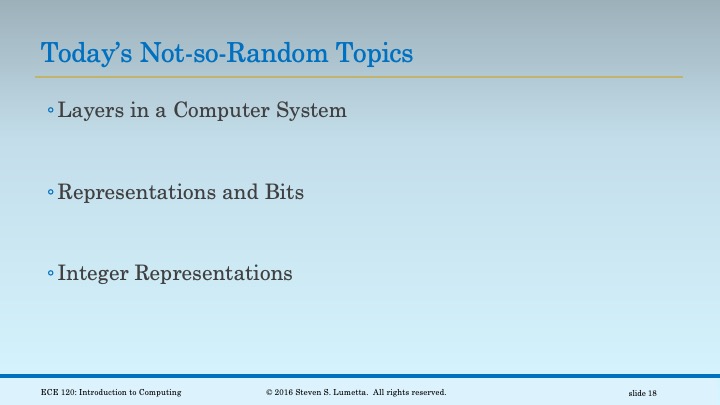 Today’s Not-so-Random Topics
◦Layers in a Computer System
◦Representations and Bits
◦Integer Representations
ECE 120: Introduction to Computing © 2016 Steven S. Lumetta. All rights reserved. slide 18